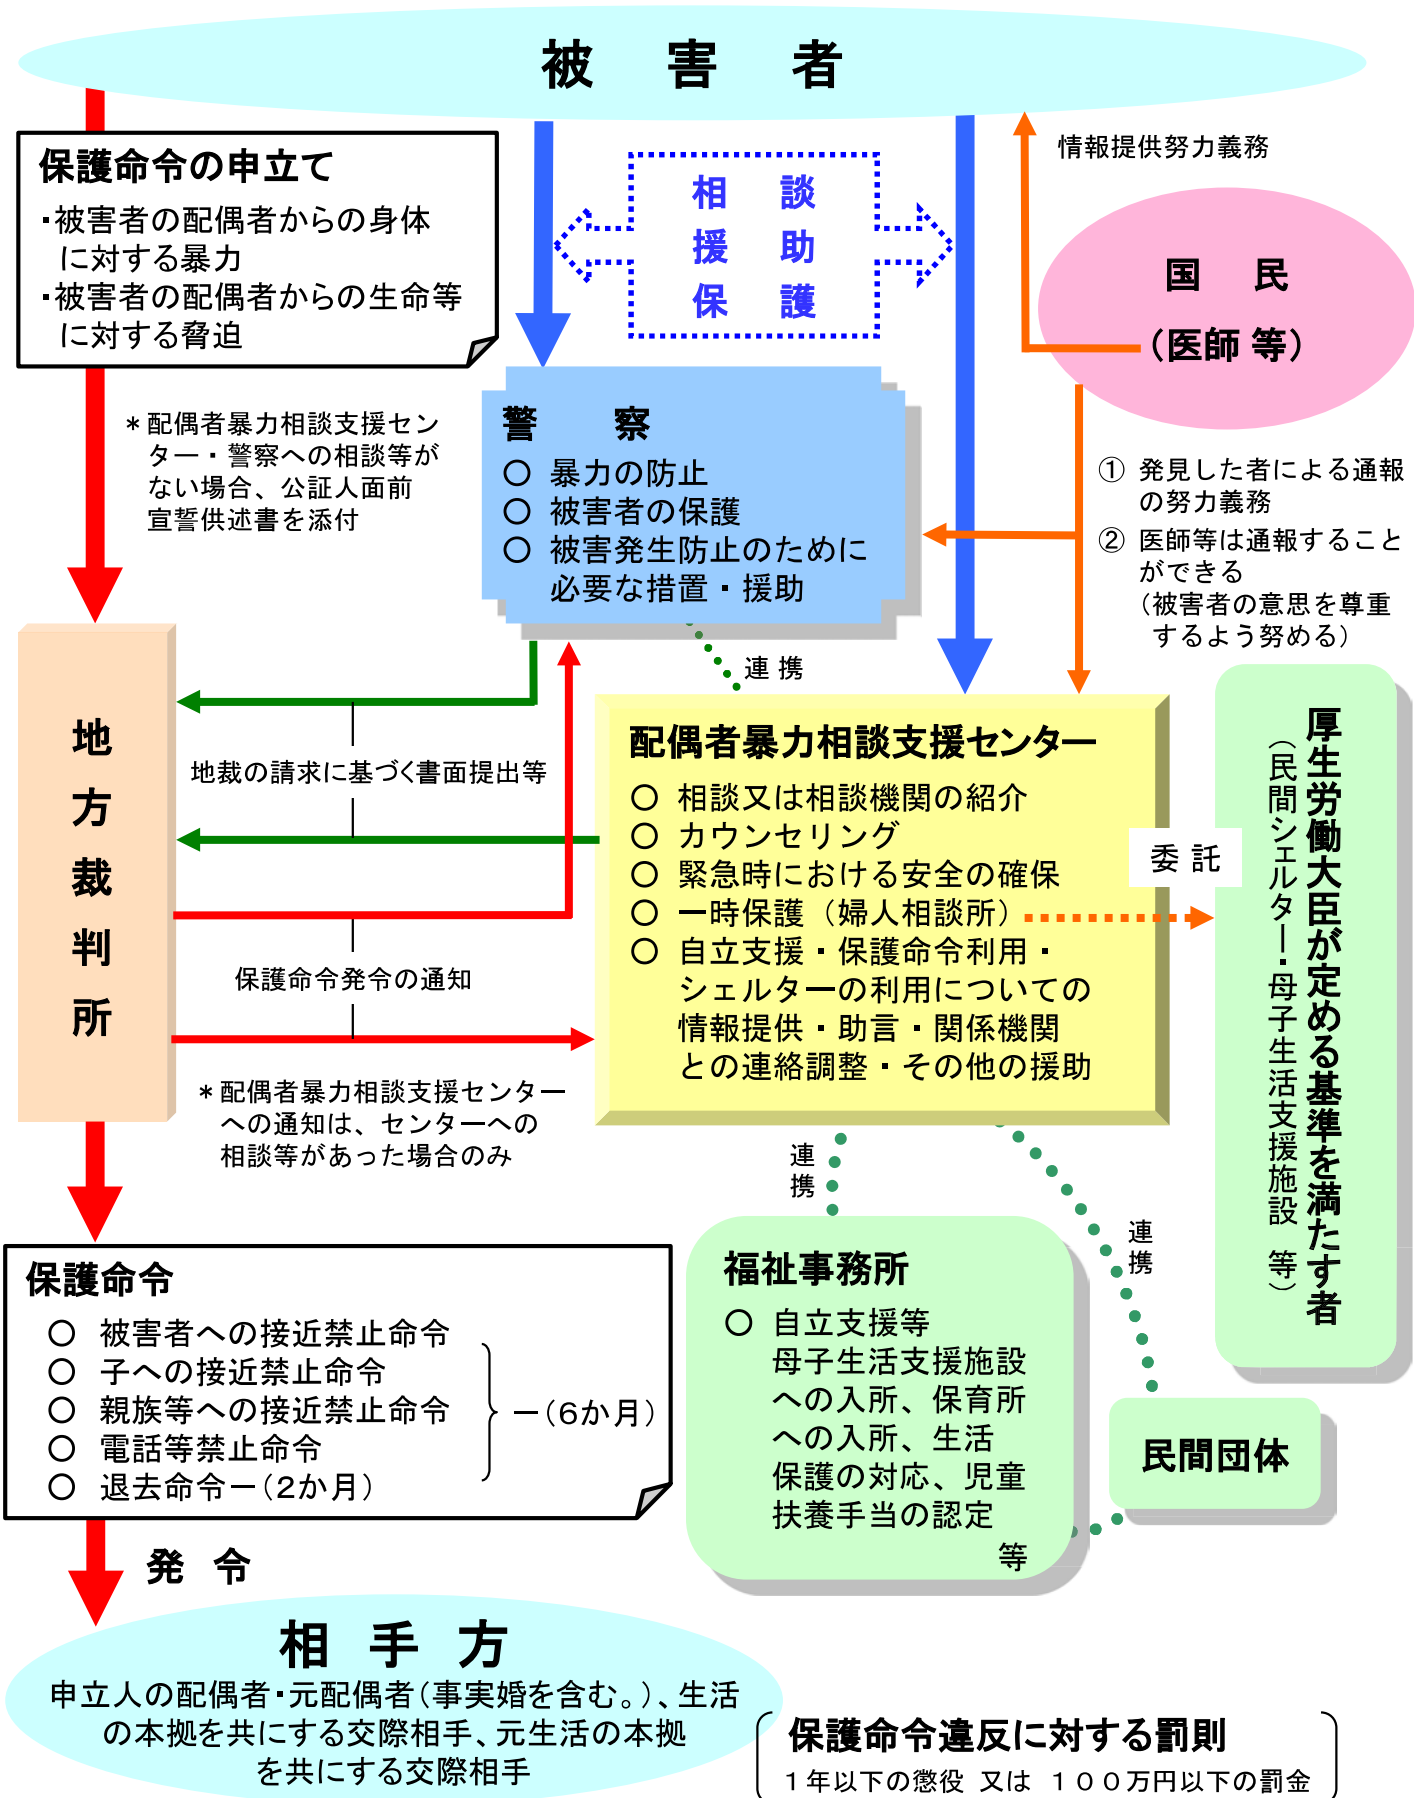 被害者
保護命令の申立て
・被害者の配偶者からの身体
に対する暴力
・被害者の配偶者からの生命等
に対する脅迫
相談
援助
保護
情報提供努力義務
国民
（医師等）
＊配偶者暴力相談支援セン
ター・警察への相談等が
ない場合、公証人面前
宣誓供述書を添付
警察
○ 暴力の防止
○ 被害者の保護
○ 被害発生防止のために
必要な措置・援助
① 発見した者による通報
の努力義務
② 医師等は通報すること
ができる
（被害者の意思を尊重
するよう努める）
連携
地方裁判所
地裁の請求に基づく書面提出等
保護命令発令の通知
＊配偶者暴力相談支援センター
への通知は、センターへの
相談等があった場合のみ
配偶者暴力相談支援センター
○ 相談又は相談機関の紹介
○ カウンセリング
○ 緊急時における安全の確保
○ 一時保護（婦人相談所）
○ 自立支援・保護命令利用・
シェルターの利用についての
情報提供・助言・関係機関
との連絡調整・その他の援助
委託
厚生労働大臣が定める基準を満たす者
（民間シェルター・母子生活支援施設 等）
連携
連携
保護命令
○ 被害者への接近禁止命令
○ 子への接近禁止命令
○ 親族等への接近禁止命令
○ 電話等禁止命令
ー（6か月）
○ 退去命令ー（2か月）
福祉事務所
○ 自立支援等
母子生活支援施設
への入所、保育所
への入所、生活
保護の対応、児童
扶養手当の認定
等
民間団体
発令
相手方
申立人の配偶者・元配偶者（事実婚を含む。）、生活
の本拠を共にする交際相手、元生活の本拠
を共にする交際相手
保護命令違反に対する罰則
１年以下の懲役 又は １００万円以下の罰金